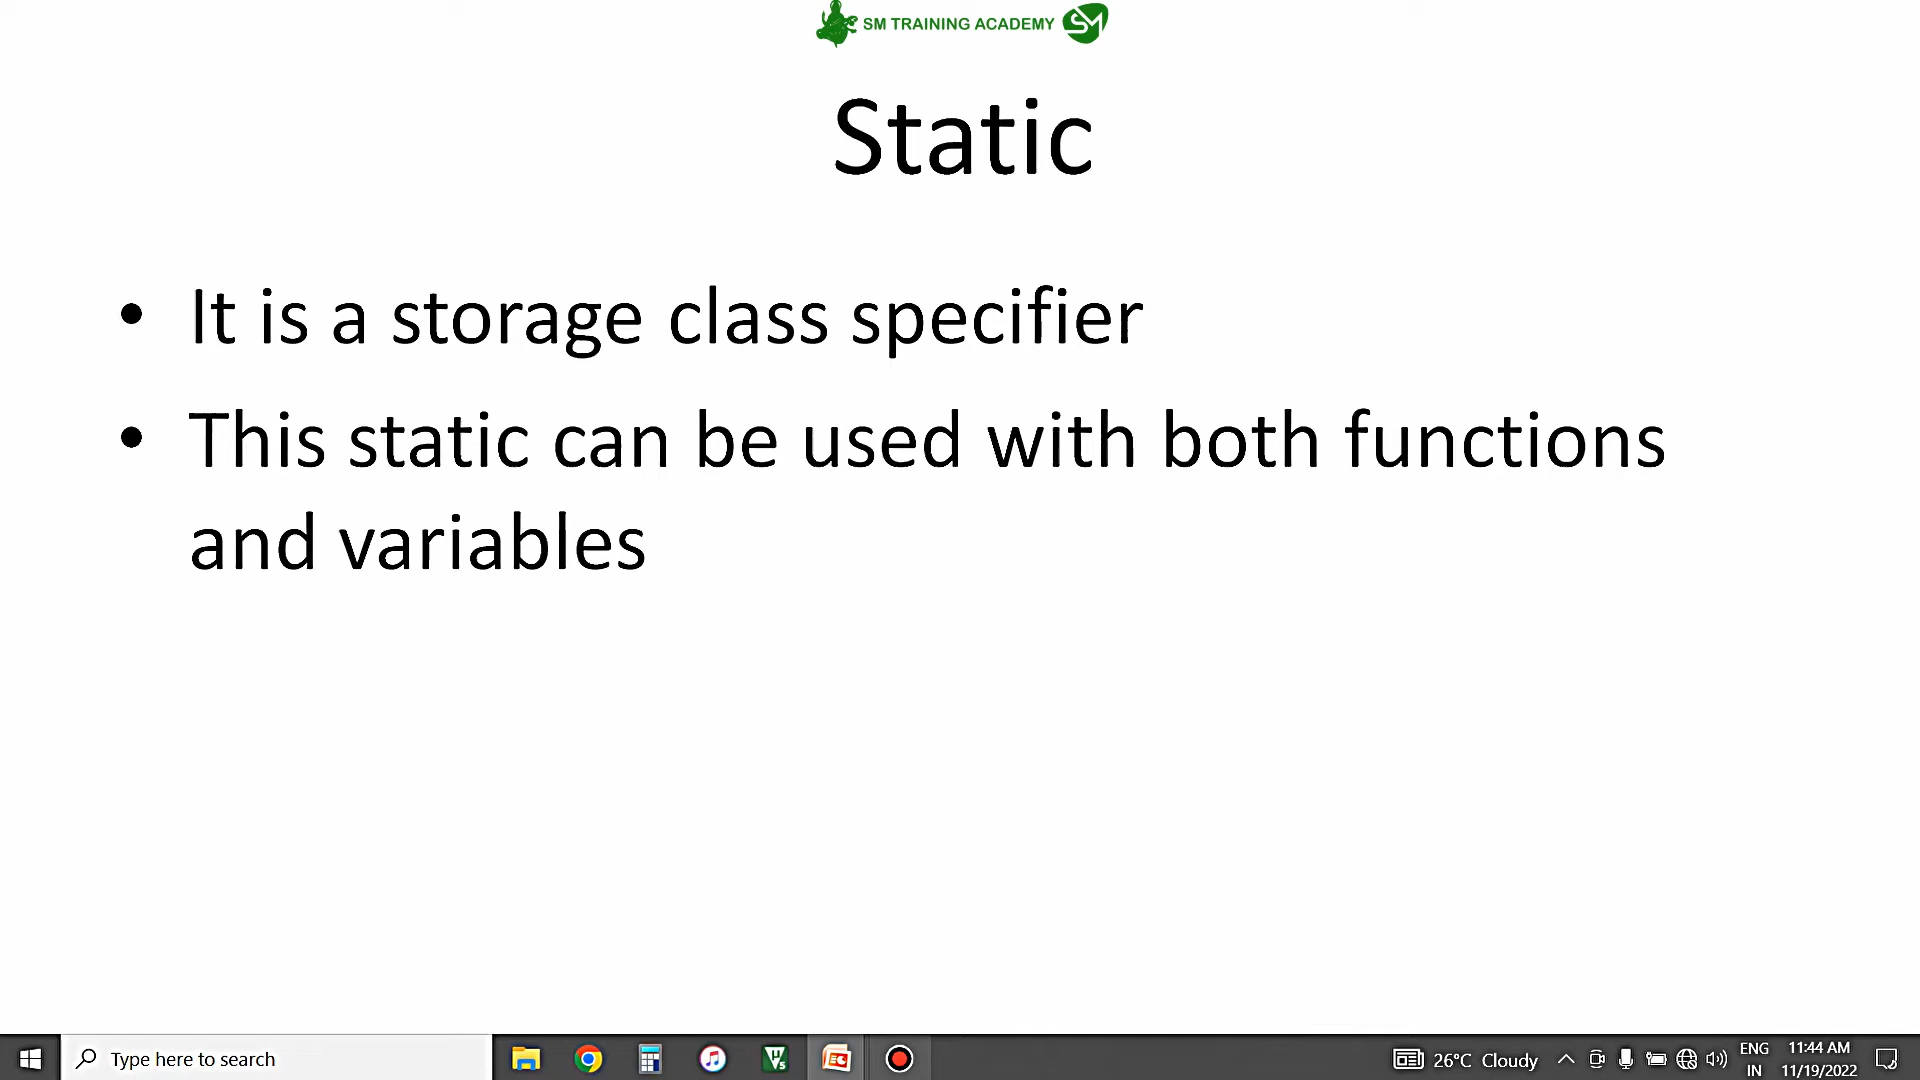 SM TRAINING ACADEMY SM
Static
• It is a storage class specifier
• This static can be used with both functions
and variables
Type here to search
26°C Cloudy
ENG
IN
11:44 AM
11/19/2022